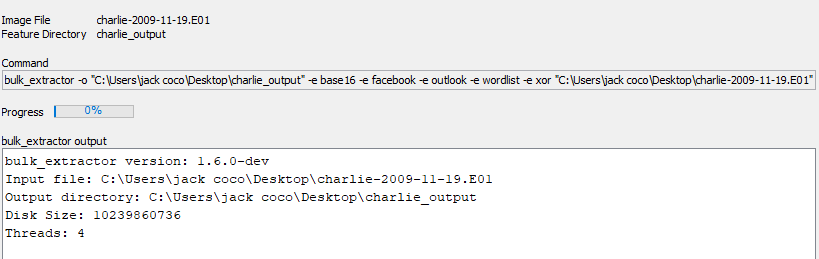 Image File charlie-2009-11-19.E01
Feature Directory charlie_output
Command
bulk_extractor -o "C:\Users\jack coco\Desktop\charlie_output" -e base16 -e facebook -e outlook -e wordlist -e xor "C:\Users\jack coco\Desktop\charlie-2009-11-19.E01"
Progress 0%
bulk_extractor output
bulk_extractor version: 1.6.0-dev
Input file: C:\Users\jack coco\Desktop\charlie-2009-11-19.E01
Output directory: C:\Users\jack coco\Desktop\charlie_output
Disk Size: 10239860736
Threads: 4